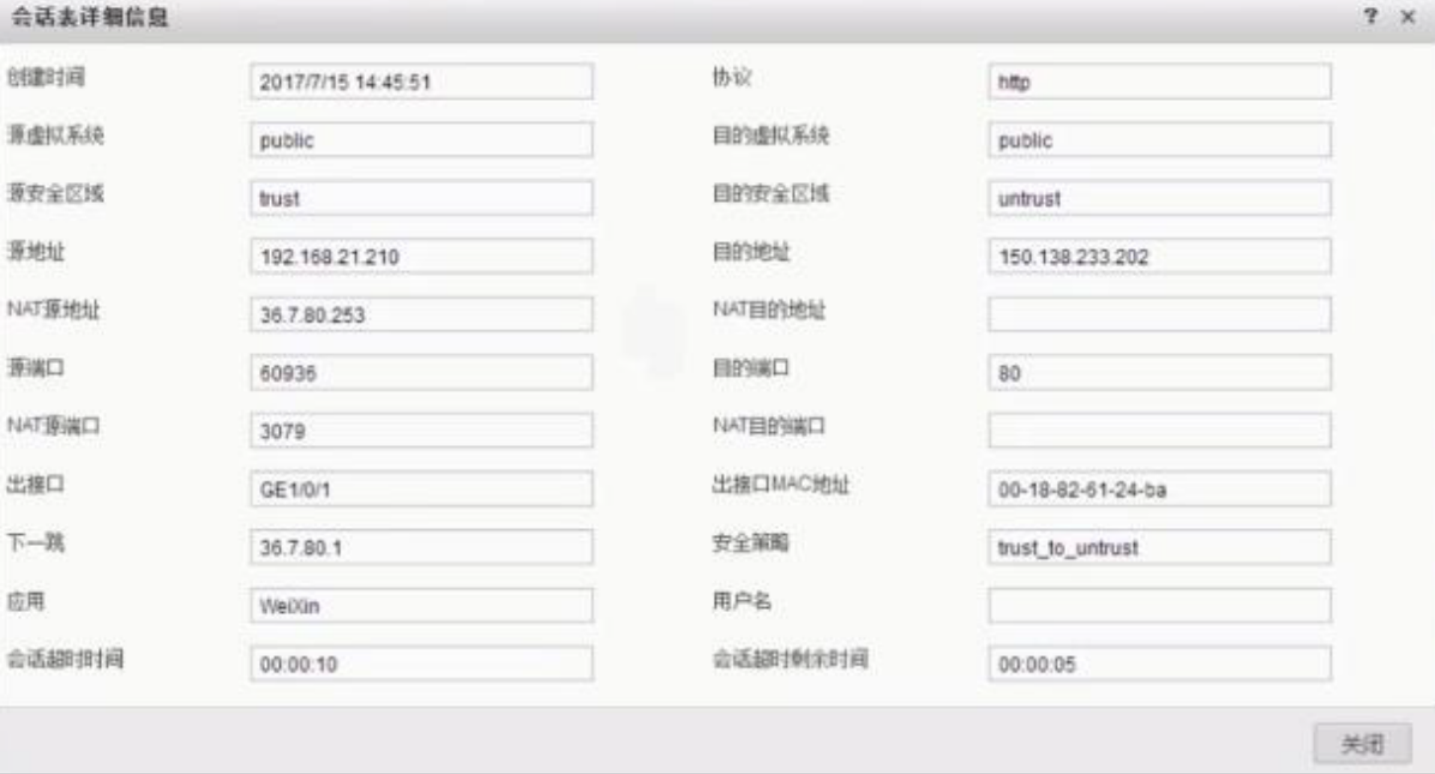 会话表详细信息 ? ×
创建时间 2017/7/15 14:45:51 协议 http
源虚拟系统 public 目的虚拟系统 public
源安全区域 trust 目的安全区域 untrust
源地址 192.168.21.210 目的地址 150.138.233.202
NAT源地址 36.7.80.253 NAT目的地址
源端口 60936 目的端口 80
NAT源端口 3079 NAT目的端口
出接口 GE1/0/1 出接口MAC地址 00-18-82-61-24-ba
下一跳 36.7.80.1 安全策略 trust_to_untrust
应用 WeiXin 用户名
会话超时时间 00:00:10 会话超时剩余时间 00:00:05
关闭